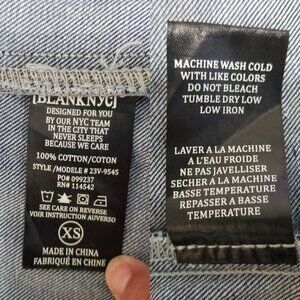 [BLANKNYC]
DESIGNED FOR YOU
BY OUR NYC TEAM
IN THE CITY THAT
NEVER SLEEPS
BECAUSE WE CARE
100% COTTON/COTON
STYLE/MODELE # 23V-9545
PO# 099237
RN# 114542
SEE CARE ON REVERSE
VOIR INSTRUCTION AU
DU VERSO
XS
MADE IN CHINA
FABRIQUÉ EN CHINE
MACHINE WASH COLD
WITH LIKE COLORS
DO NOT BLEACH
TUMBLE DRY LOW
LOW IRON
LAVER A LA MACHINE
A L'EAU FROIDE
NE PAS JAVELLISER
SECHER A LA MACHINE
BASSE TEMPERATURE
REPASSER A BASSE
TEMPERATURE